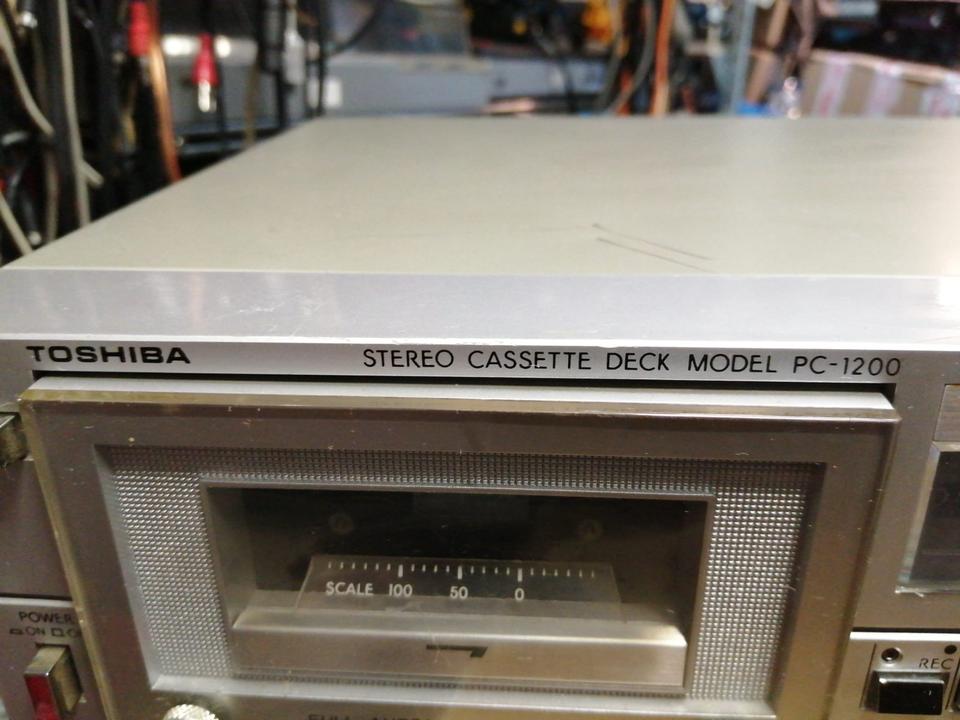 TOSHIBA STEREO CASSETTE DECK MODEL PC-1200
SCALE 100 50 0
POWER
ON
REC